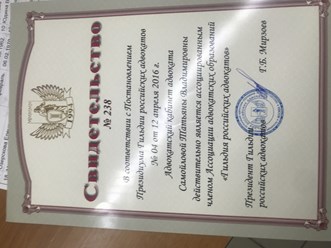 Свидетельство
№ 238
В соответствии с Постановлением
Президиума Гильдии российских адвокатов
№ 04 от 12 апреля 2016 г.
Адвокатский кабинет адвоката
Самойловой Татьяны Владимировны
действительно является ассоциированным
членом Ассоциации адвокатских образований
«Гильдия российских адвокатов»
Президент Гильдии
российских адвокатов
Г.Б. Мирзоев